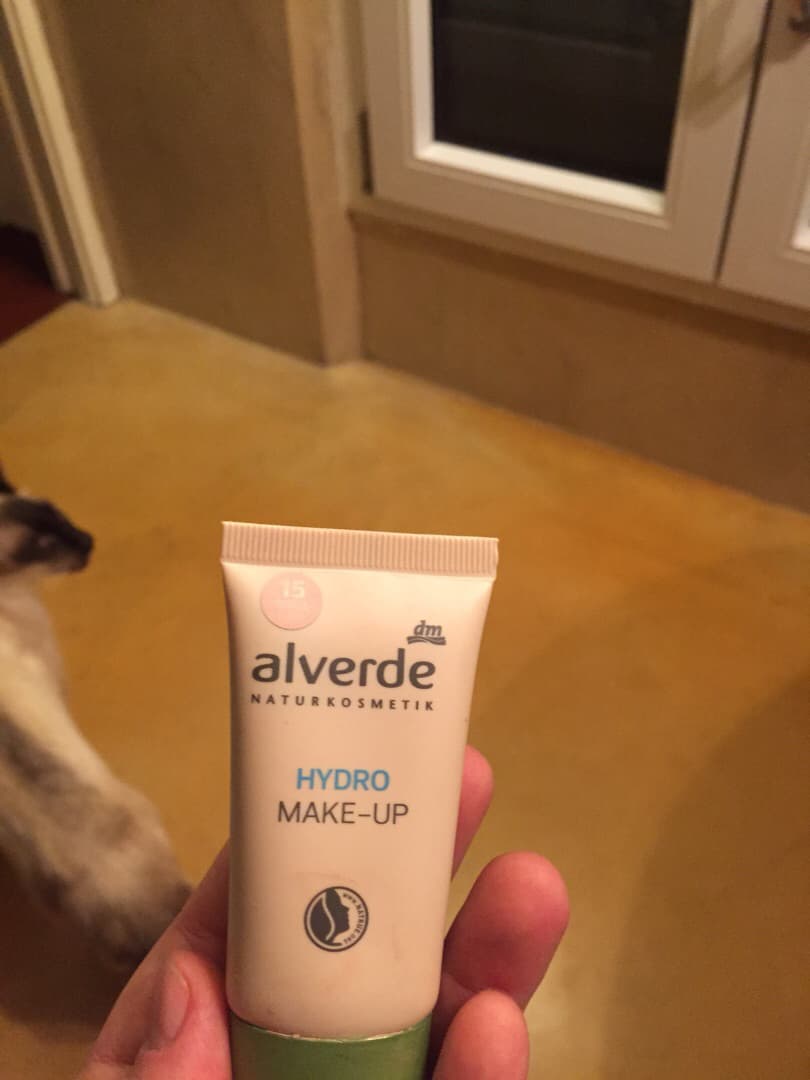 15
dm
alverde
NATURKOSMETIK
HYDRO
MAKE-UP